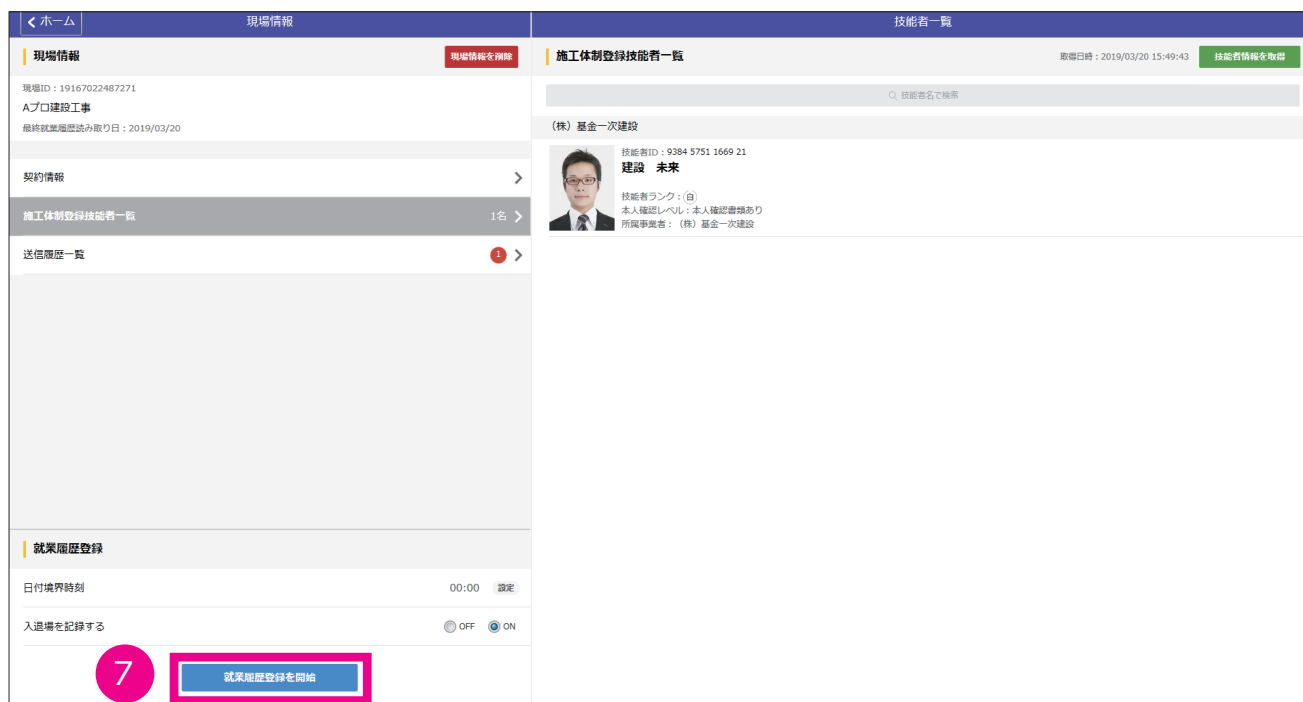 ホーム
現場情報
技能者一覧
現場情報
現場情報を削除
現場ID：19167022487271
Aプロ建設工事
最終就業履歴読み取り日：2019/03/20
契約情報
施工体制登録技能者一覧 1名
送信履歴一覧 1
就業履歴登録
日付境界時刻 00:00 設定
入退場を記録する OFF ON
7 就業履歴登録を開始
施工体制登録技能者一覧
取得日時：2019/03/20 15:49:43 技能者情報を取得
技能者名で検索
（株）基金一次建設
技能者ID：9384 5751 1669 21
建設　未来
技能者ランク：白
本人確認レベル：本人確認書類あり
所属事業者：（株）基金一次建設